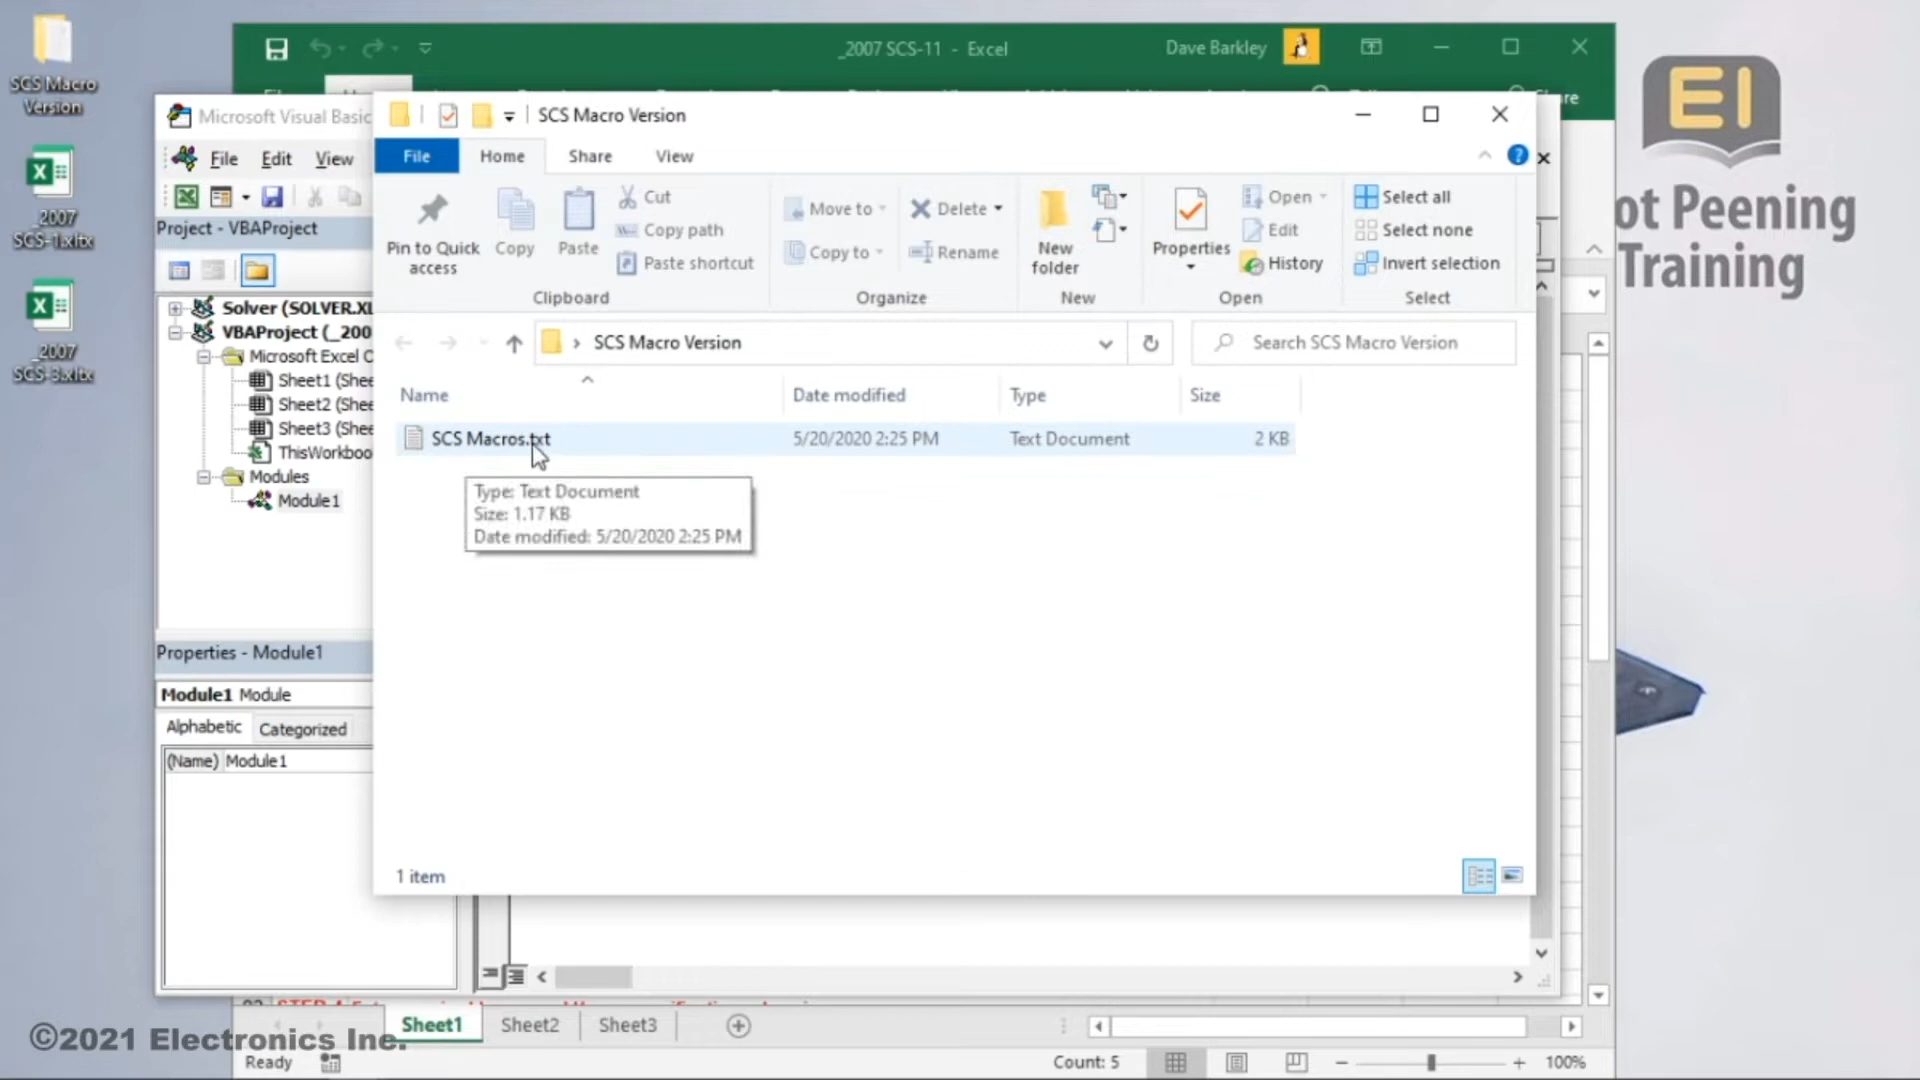 SCS Macro
Version
_2007
SCS-1.xltx
_2007
SCS-3.xltx
_2007 SCS-11 - Excel
Dave Barkley
EI
ot Peening
Training
Microsoft Visual Basic
File Edit View
Project - VBAProject
Solver (SOLVER.XL
VBAProject (_200
Microsoft Excel O
Sheet1 (Shee
Sheet2 (Shee
Sheet3 (Shee
ThisWorkboo
Modules
Module1
Properties - Module1
Module1 Module
Alphabetic Categorized
(Name) Module1
SCS Macro Version
File Home Share View
Pin to Quick
access
Copy
Paste
Cut
Copy path
Paste shortcut
Clipboard
Move to
Copy to
Delete
Rename
Organize
New
folder
New
Properties
Open
Edit
History
Open
Select all
Select none
Invert selection
Select
SCS Macro Version
Search SCS Macro Version
Name Date modified Type Size
SCS Macros.txt 5/20/2020 2:25 PM Text Document 2 KB
Type: Text Document
Size: 1.17 KB
Date modified: 5/20/2020 2:25 PM
1 item
Sheet1 Sheet2 Sheet3
©2021 Electronics Inc.
Ready
Count: 5
100%